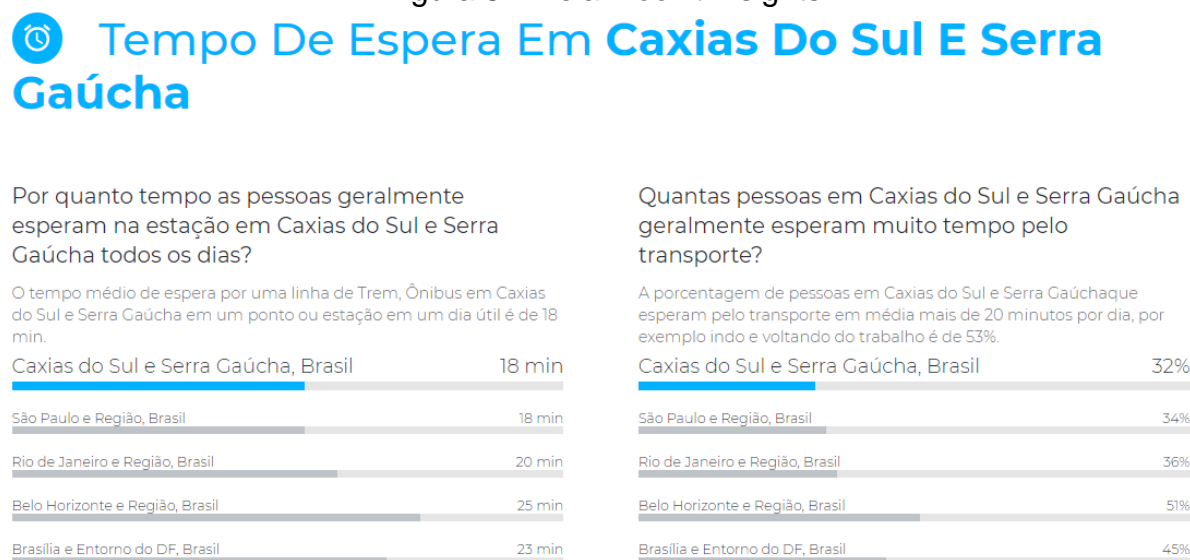 Tempo De Espera Em Caxias Do Sul E Serra
Gaúcha
Por quanto tempo as pessoas geralmente
esperam na estação em Caxias do Sul e Serra
Gaúcha todos os dias?
O tempo médio de espera por uma linha de Trem, Ônibus em Caxias
do Sul e Serra Gaúcha em um ponto ou estação em um dia útil é de 18
min.
Caxias do Sul e Serra Gaúcha, Brasil 18 min
São Paulo e Região, Brasil 18 min
Rio de Janeiro e Região, Brasil 20 min
Belo Horizonte e Região, Brasil 25 min
Brasília e Entorno do DF, Brasil 23 min
Quantas pessoas em Caxias do Sul e Serra Gaúcha
geralmente esperam muito tempo pelo
transporte?
A porcentagem de pessoas em Caxias do Sul e Serra Gaúchaque
esperam pelo transporte em média mais de 20 minutos por dia, por
exemplo indo e voltando do trabalho é de 53%.
Caxias do Sul e Serra Gaúcha, Brasil 32%
São Paulo e Região, Brasil 34%
Rio de Janeiro e Região, Brasil 36%
Belo Horizonte e Região, Brasil 51%
Brasília e Entorno do DF, Brasil 45%